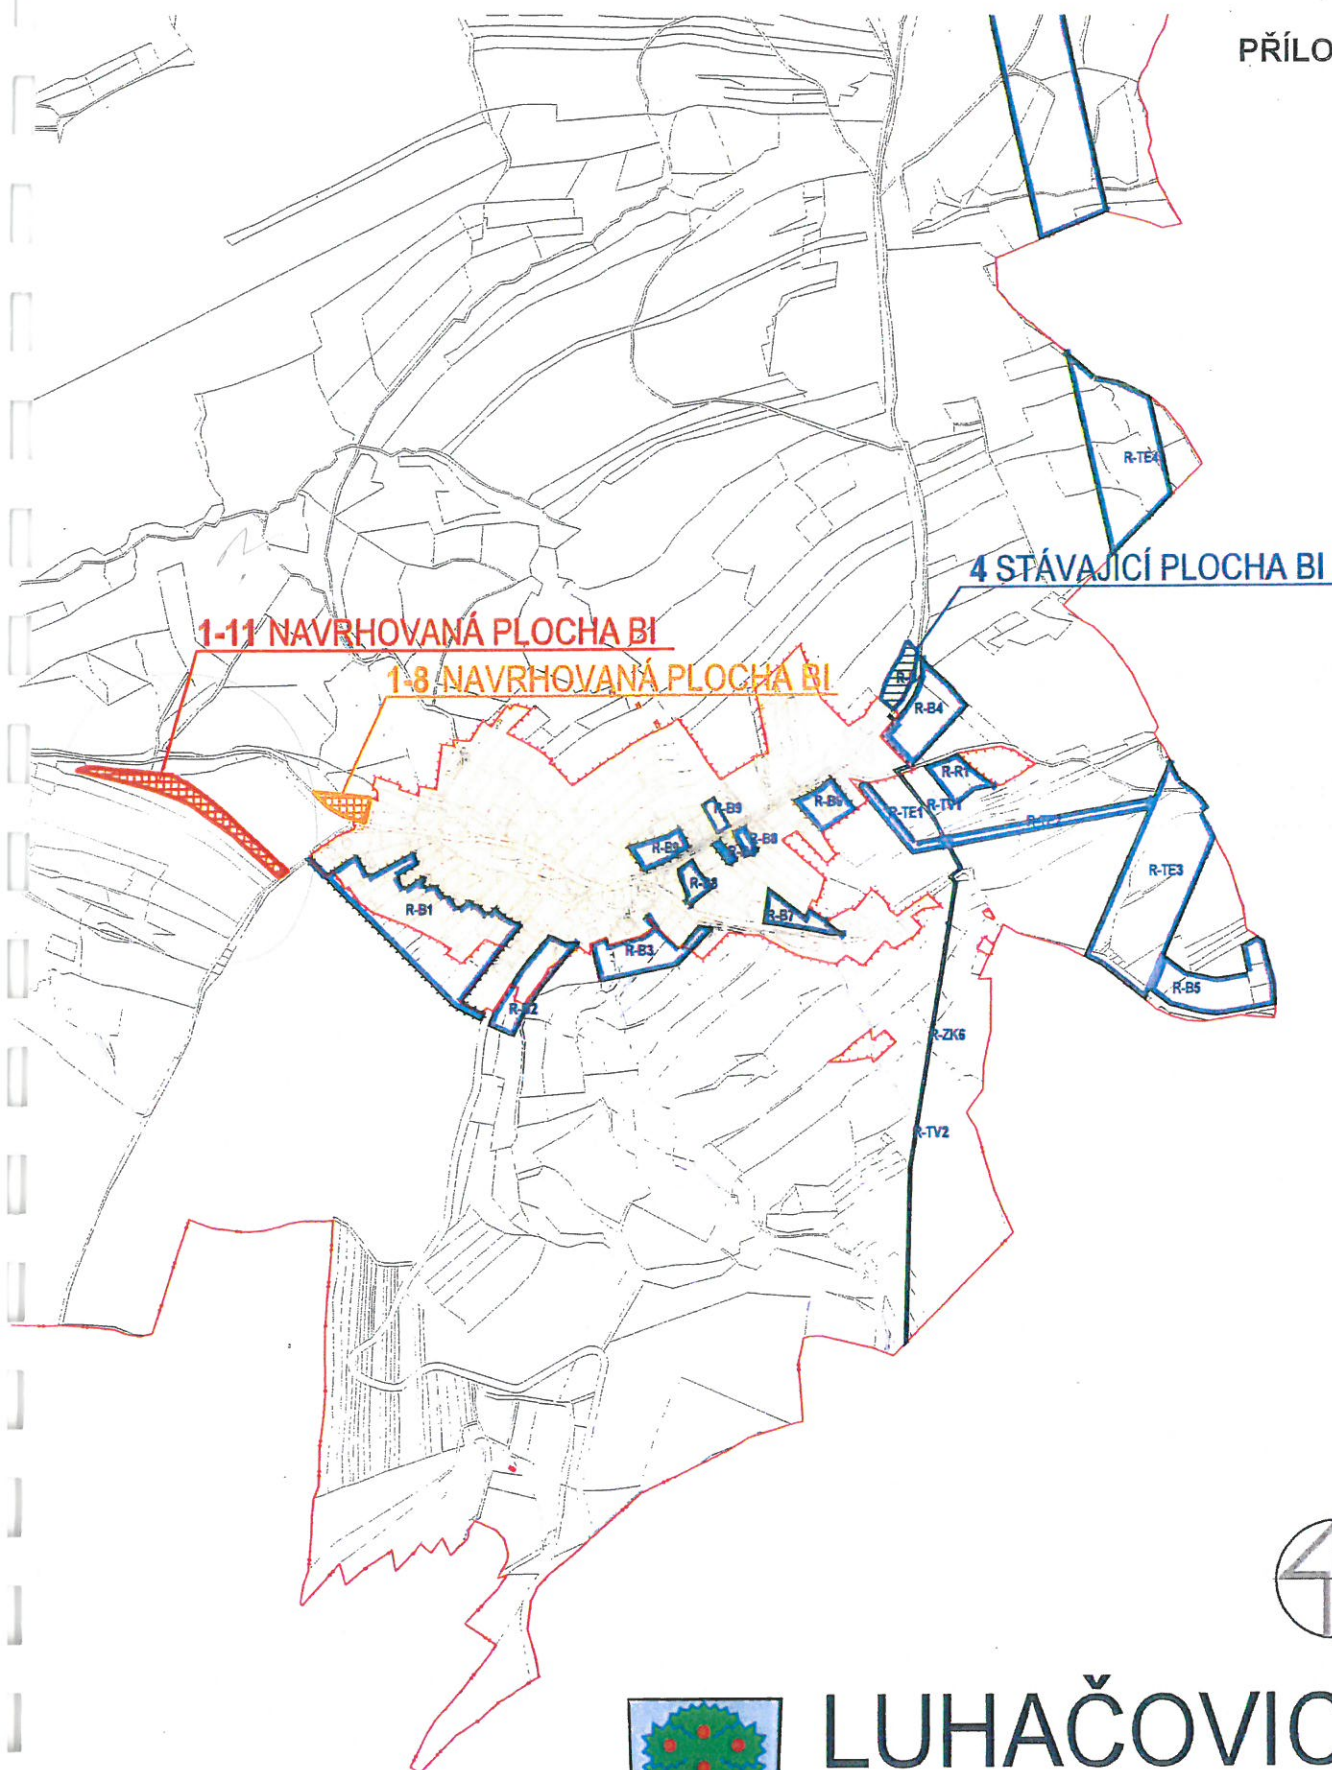 PŘÍLO
R-TE4
4 STÁVAJÍCÍ PLOCHA BI
1-11 NAVRHOVANÁ PLOCHA BI
1-8 NAVRHOVANÁ PLOCHA BI
R-B4
R-R1
R-TV1
R-B6
R-TE1
R-B9
R-B8
R-TE3
R-B1
R-B7
R-B3
R-B5
R-B2
R-ZK6
R-TV2
LUHAČOVIC